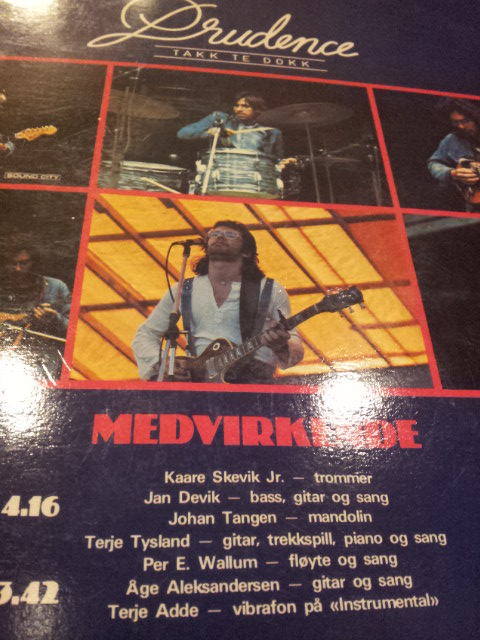 Prudence
TAKK TE DOKK
SOUND CITY
MEDVIRKENDE
Kaare Skevik Jr. — trommer
4.16
Jan Devik — bass, gitar og sang
Johan Tangen — mandolin
Terje Tysland — gitar, trekkspill, piano og sang
Per E. Wallum — fløyte og sang
3.42
Åge Aleksandersen — gitar og sang
Terje Adde — vibrafon på «Instrumental»